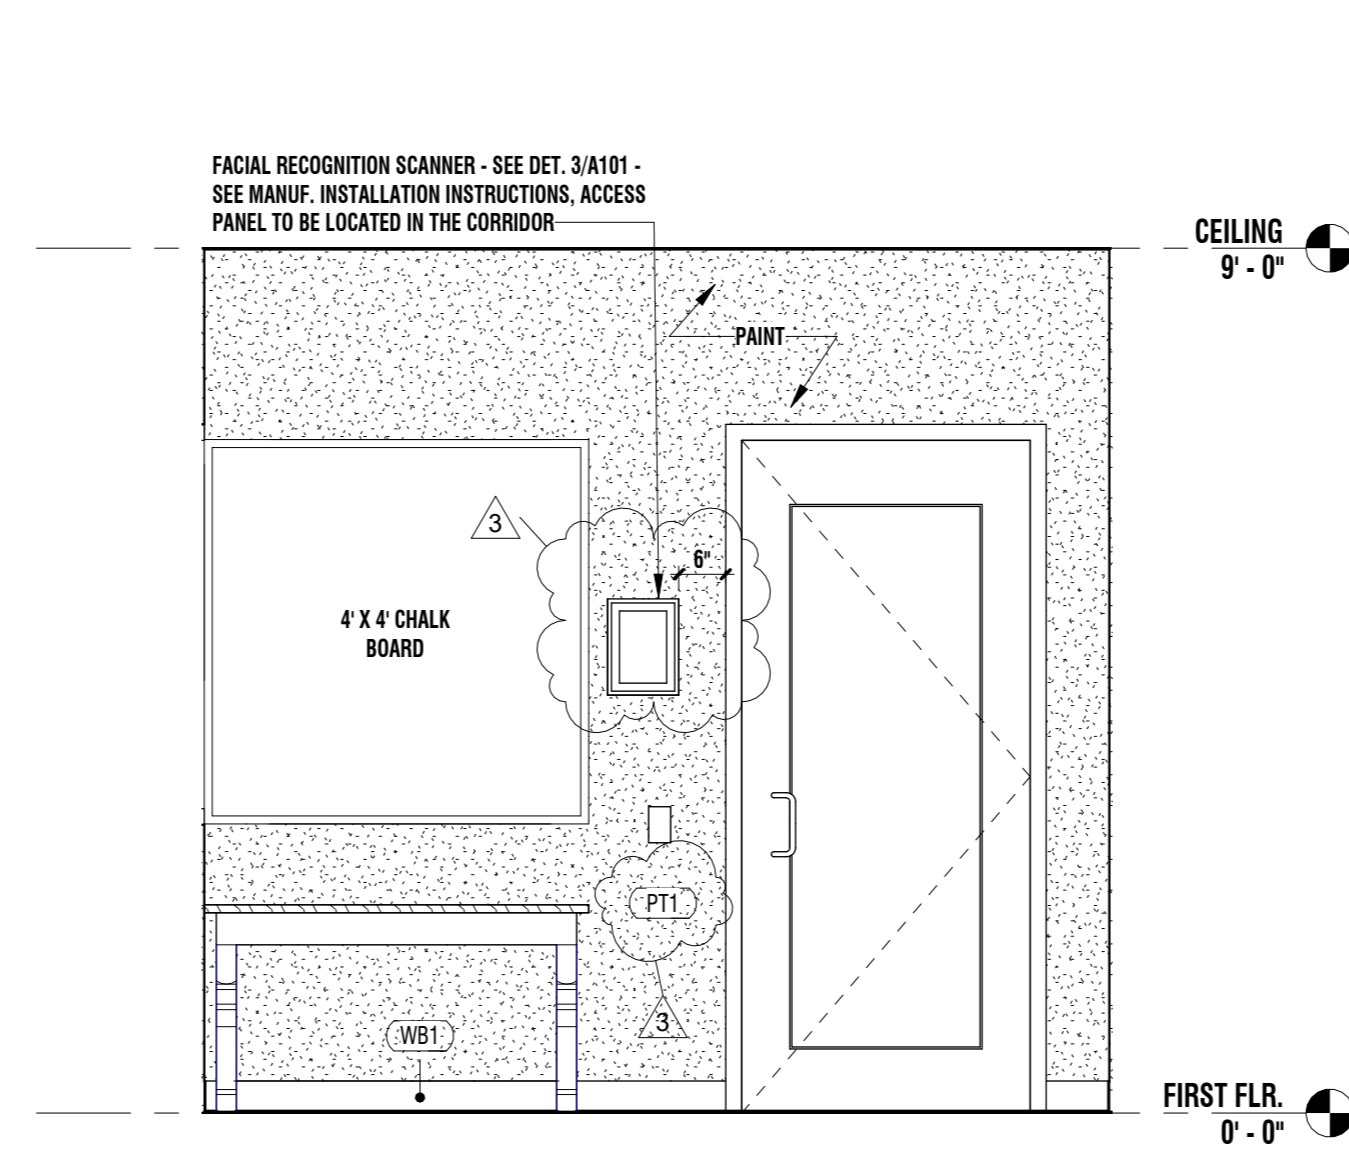 FACIAL RECOGNITION SCANNER - SEE DET. 3/A101 -
SEE MANUF. INSTALLATION INSTRUCTIONS, ACCESS
PANEL TO BE LOCATED IN THE CORRIDOR
CEILING
9' - 0"
PAINT
3
6"
4' X 4' CHALK
BOARD
PT1
3
WB1
FIRST FLR.
0' - 0"